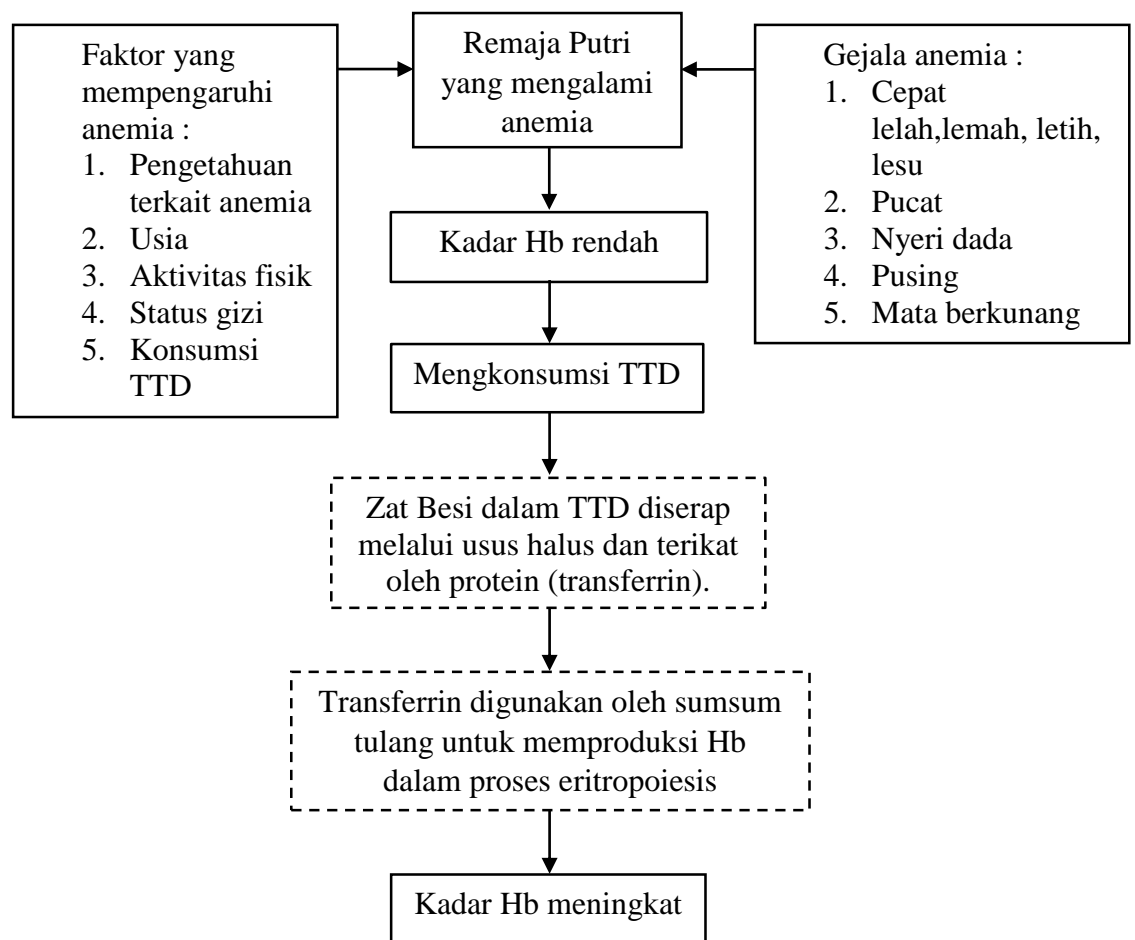 Faktor yang
mempengaruhi
anemia :
1. Pengetahuan
terkait anemia
2. Usia
3. Aktivitas fisik
4. Status gizi
5. Konsumsi
TTD
Remaja Putri
yang mengalami
anemia
Gejala anemia :
1. Cepat
lelah,lemah, letih,
lesu
2. Pucat
3. Nyeri dada
4. Pusing
5. Mata berkunang
Kadar Hb rendah
Mengkonsumsi TTD
Zat Besi dalam TTD diserap
melalui usus halus dan terikat
oleh protein (transferrin).
Transferrin digunakan oleh sumsum
tulang untuk memproduksi Hb
dalam proses eritropoiesis
Kadar Hb meningkat